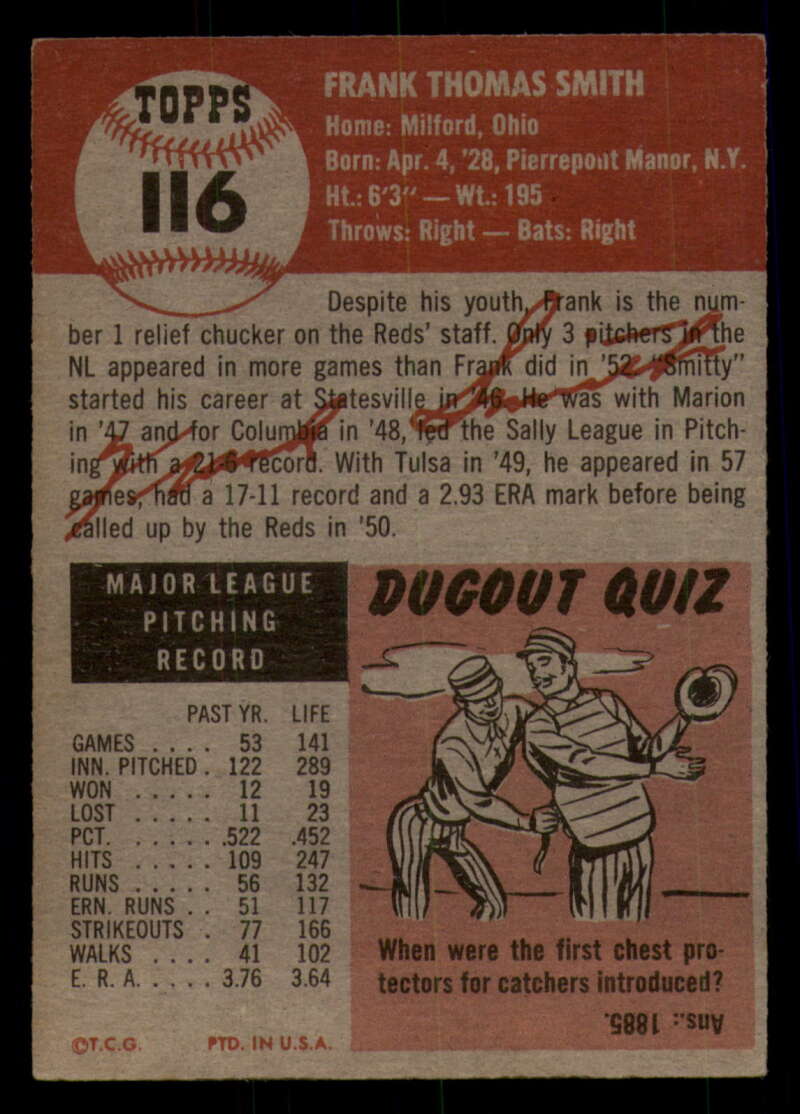 TOPPS
116
FRANK THOMAS SMITH
Home: Milford, Ohio
Born: Apr. 4, '28, Pierrepont Manor, N.Y.
Ht.: 6'3" — Wt.: 195
Throws: Right — Bats: Right
Despite his youth, Frank is the num-
ber 1 relief chucker on the Reds' staff. Only 3 pitchers in the
NL appeared in more games than Frank did in '52. "Smitty"
started his career at Statesville in '46. He was with Marion
in '47 and for Columbia in '48, led the Sally League in Pitch-
ing with a 21-6 record. With Tulsa in '49, he appeared in 57
games, had a 17-11 record and a 2.93 ERA mark before being
called up by the Reds in '50.
MAJOR LEAGUE
PITCHING
RECORD
PAST YR. LIFE
GAMES .... 53 141
INN. PITCHED . 122 289
WON ..... 12 19
LOST ..... 11 23
PCT. ...... .522 .452
HITS ..... 109 247
RUNS ..... 56 132
ERN. RUNS .. 51 117
STRIKEOUTS . 77 166
WALKS .... 41 102
E. R. A. .... 3.76 3.64
©T.C.G. PTD. IN U.S.A.
DUGOUT QUIZ
When were the first chest pro-
tectors for catchers introduced?
Ans.: 1885.